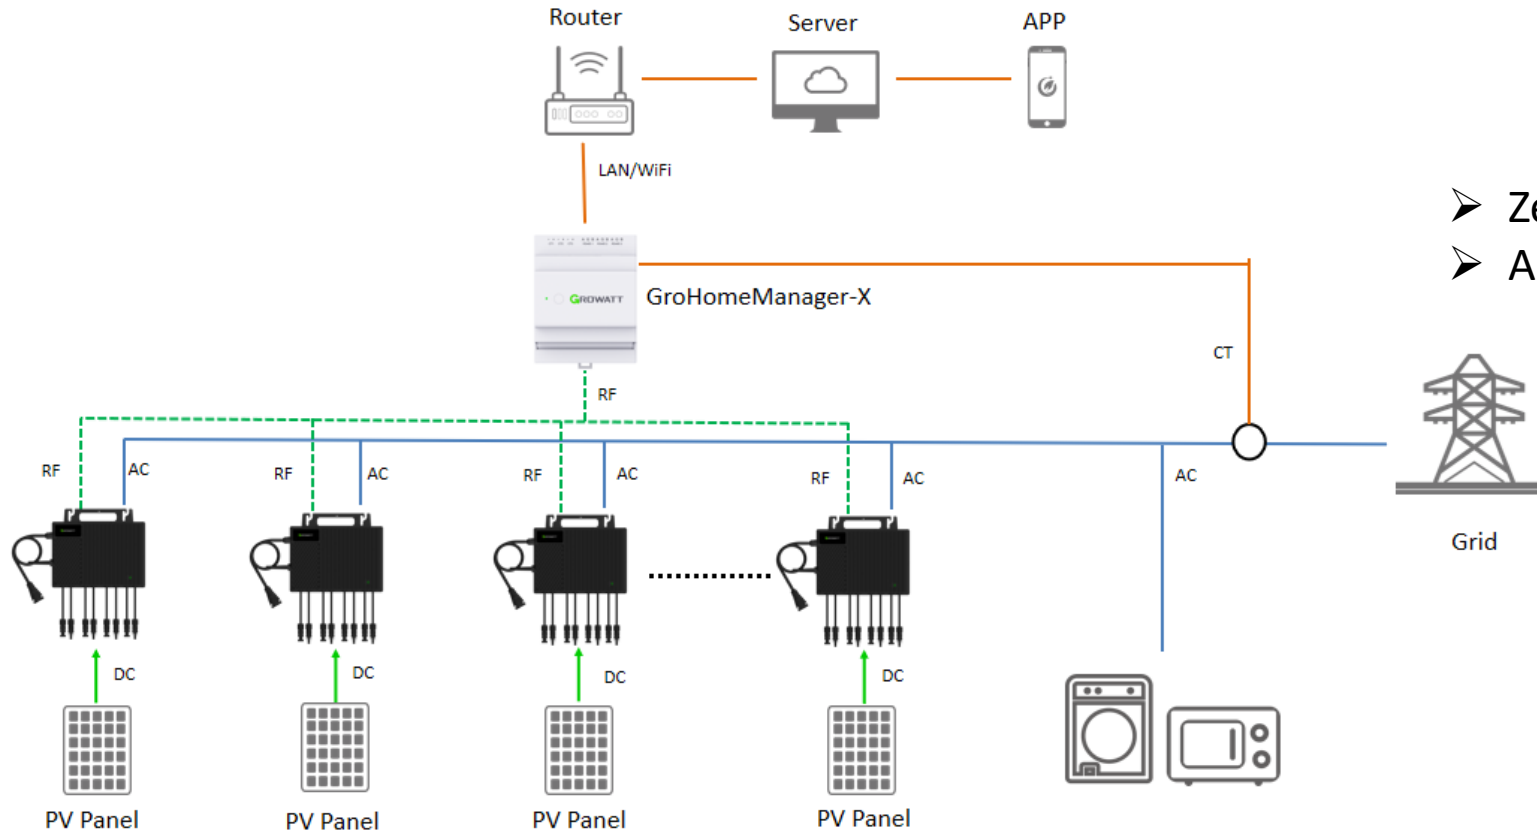 Router
Server
APP
LAN/WiFi
Ze
A
GROWATT
GroHomeManager-X
CT
RF
RF
AC
RF
AC
RF
AC
RF
AC
AC
Grid
DC
DC
DC
DC
PV Panel
PV Panel
PV Panel
PV Panel